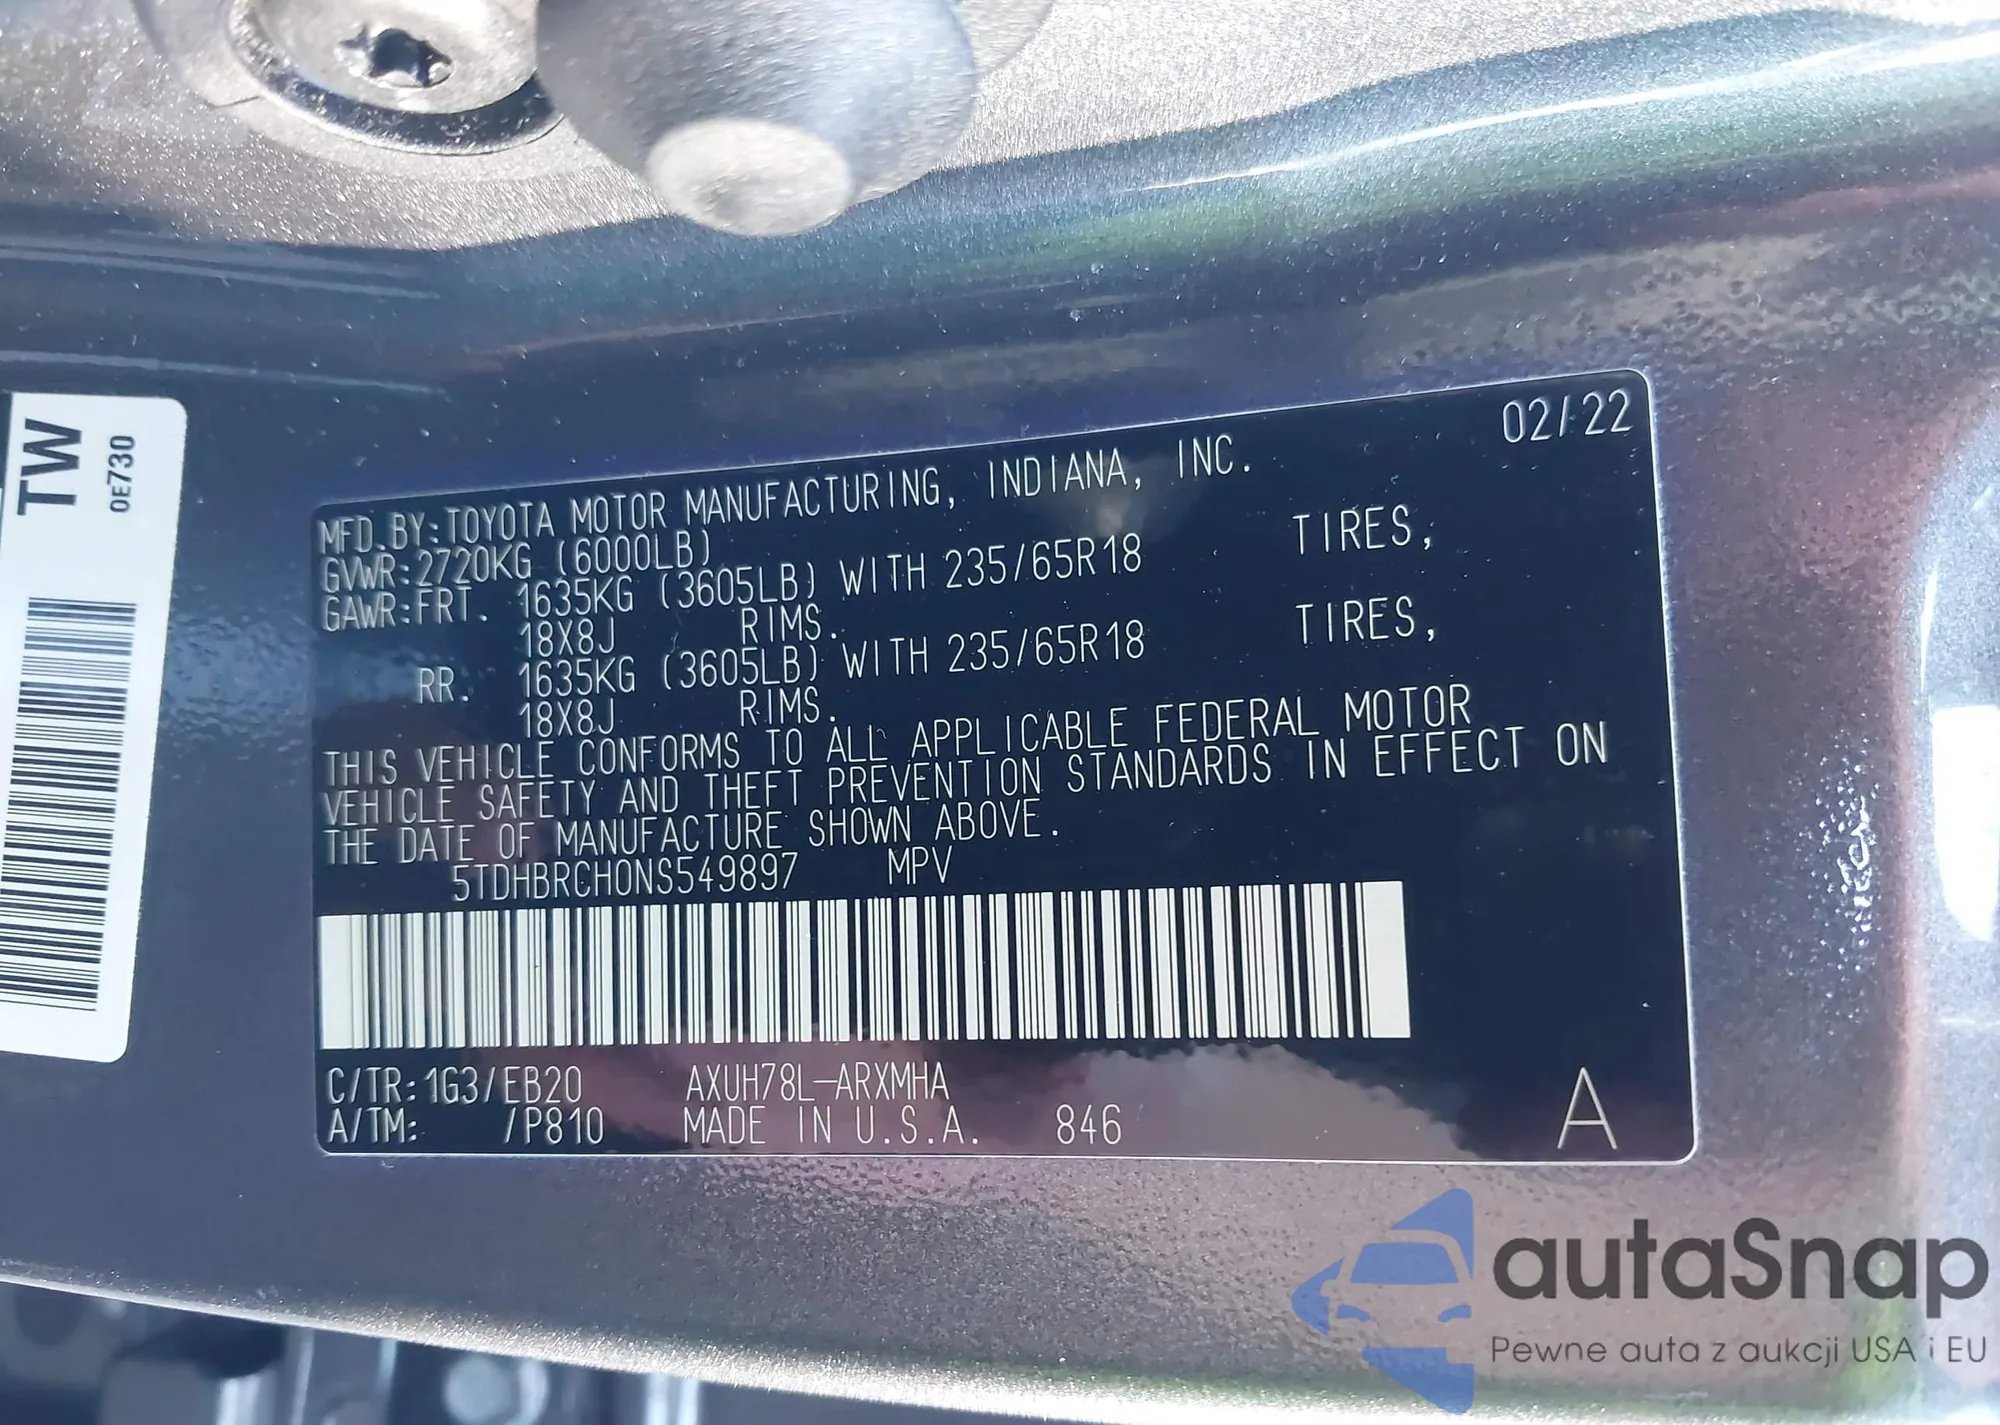 TW
0E730
02/22
MFD.BY:TOYOTA MOTOR MANUFACTURING, INDIANA, INC.
GVWR:2720KG (6000LB)
GAWR:FRT. 1635KG (3605LB) WITH 235/65R18 TIRES,
18X8J RIMS.
RR. 1635KG (3605LB) WITH 235/65R18 TIRES,
18X8J RIMS.
THIS VEHICLE CONFORMS TO ALL APPLICABLE FEDERAL MOTOR
VEHICLE SAFETY AND THEFT PREVENTION STANDARDS IN EFFECT ON
THE DATE OF MANUFACTURE SHOWN ABOVE.
5TDHBRCH0NS549897 MPV
C/TR:1G3/EB20 AXUH78L-ARXMHA
A/TM: /P810 MADE IN U.S.A. 846 A
autaSnap
Pewne auta z aukcji USA i EU